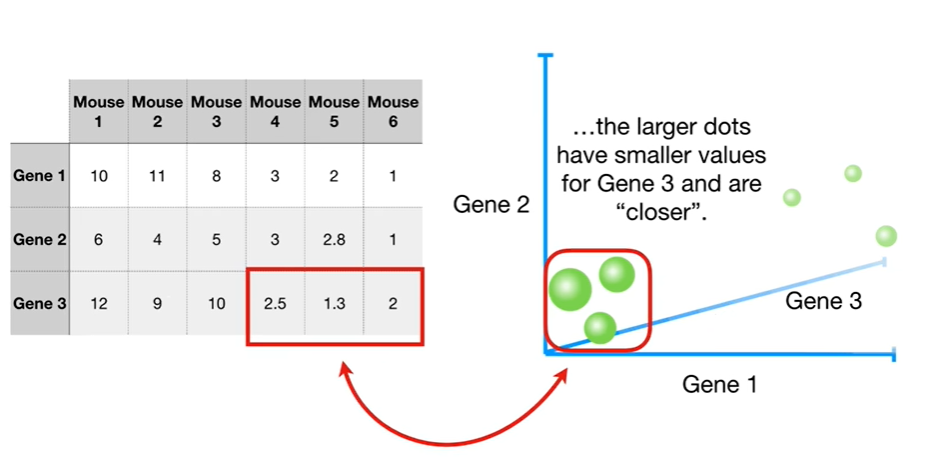 Mouse 1 Mouse 2 Mouse 3 Mouse 4 Mouse 5 Mouse 6
Gene 1 10 11 8 3 2 1
Gene 2 6 4 5 3 2.8 1
Gene 3 12 9 10 2.5 1.3 2
…the larger dots
have smaller values
for Gene 3 and are
“closer”.
Gene 2
Gene 3
Gene 1